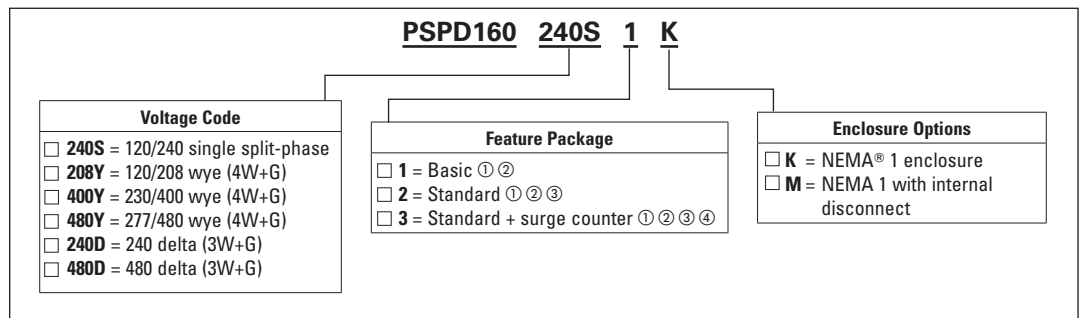 PSPD160 240S 1 K
Voltage Code
☐ 240S = 120/240 single split-phase
☐ 208Y = 120/208 wye (4W+G)
☐ 400Y = 230/400 wye (4W+G)
☐ 480Y = 277/480 wye (4W+G)
☐ 240D = 240 delta (3W+G)
☐ 480D = 480 delta (3W+G)
Feature Package
☐ 1 = Basic ① ②
☐ 2 = Standard ① ② ③
☐ 3 = Standard + surge counter ① ② ③ ④
Enclosure Options
☐ K = NEMA® 1 enclosure
☐ M = NEMA 1 with internal
disconnect